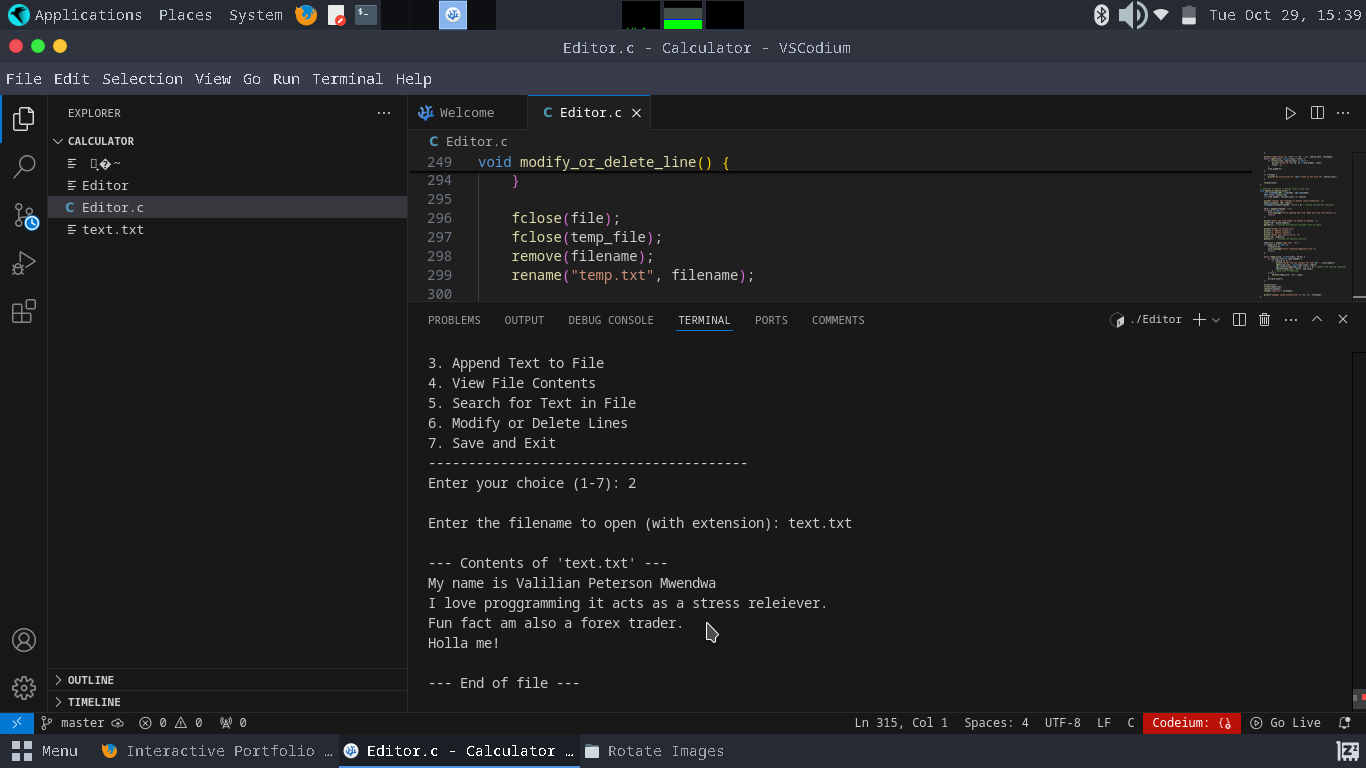 Applications Places System Tue Oct 29, 15:39
Editor.c - Calculator - VSCodium
File Edit Selection View Go Run Terminal Help
EXPLORER
CALCULATOR
Editor
Editor.c
text.txt
OUTLINE
TIMELINE
Welcome Editor.c
C Editor.c
249 void modify_or_delete_line() {
294 }
295
296 fclose(file);
297 fclose(temp_file);
298 remove(filename);
299 rename("temp.txt", filename);
300
PROBLEMS OUTPUT DEBUG CONSOLE TERMINAL PORTS COMMENTS ./Editor
3. Append Text to File
4. View File Contents
5. Search for Text in File
6. Modify or Delete Lines
7. Save and Exit
----------------------------------------
Enter your choice (1-7): 2
Enter the filename to open (with extension): text.txt
--- Contents of 'text.txt' ---
My name is Valilian Peterson Mwendwa
I love proggramming it acts as a stress releiever.
Fun fact am also a forex trader.
Holla me!
--- End of file ---
master 0 0 0 Ln 315, Col 1 Spaces: 4 UTF-8 LF C Codeium: {} Go Live
Menu Interactive Portfolio … Editor.c - Calculator … Rotate Images